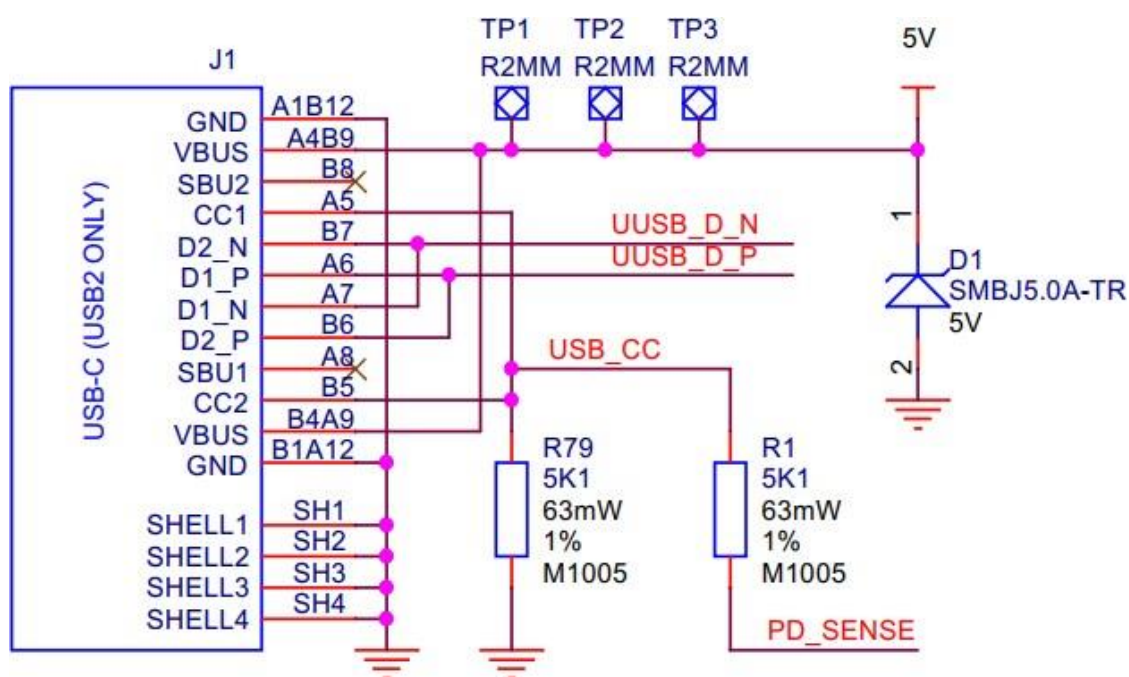 J1
USB-C (USB2 ONLY)
GND A1B12
VBUS A4B9
SBU2 B8
CC1 A5
D2_N B7
D1_P A6
D1_N A7
D2_P B6
SBU1 A8
CC2 B5
VBUS B4A9
GND B1A12
SHELL1 SH1
SHELL2 SH2
SHELL3 SH3
SHELL4 SH4
TP1 TP2 TP3
R2MM R2MM R2MM
5V
UUSB_D_N
UUSB_D_P
USB_CC
1
D1
SMBJ5.0A-TR
5V
2
R79
5K1
63mW
1%
M1005
R1
5K1
63mW
1%
M1005
PD_SENSE